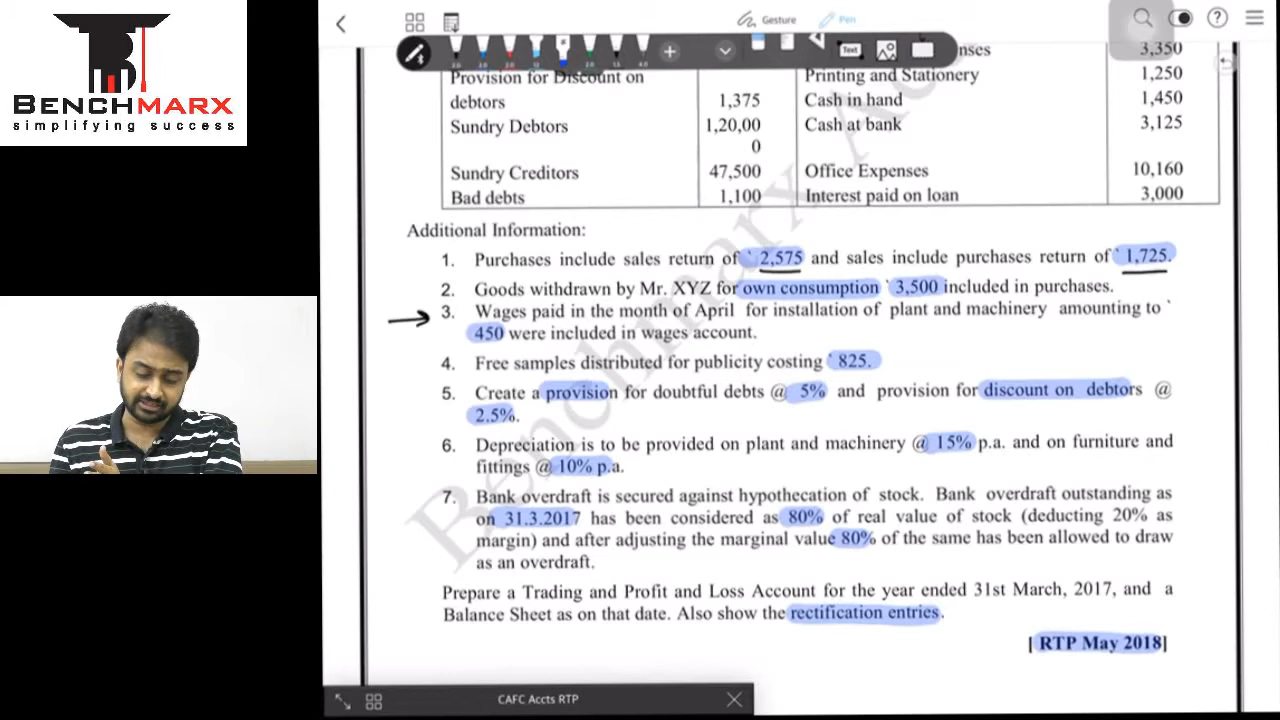 BENCHMARX
simplifying success
Gesture
Pen
Text
nses 3,350
Provision for Discount on Printing and Stationery 1,250
debtors 1,375 Cash in hand 1,450
Sundry Debtors 1,20,00 Cash at bank 3,125
0
Sundry Creditors 47,500 Office Expenses 10,160
Bad debts 1,100 Interest paid on loan 3,000
Additional Information:
1. Purchases include sales return of ` 2,575 and sales include purchases return of ` 1,725.
2. Goods withdrawn by Mr. XYZ for own consumption ` 3,500 included in purchases.
3. Wages paid in the month of April for installation of plant and machinery amounting to `
450 were included in wages account.
4. Free samples distributed for publicity costing ` 825.
5. Create a provision for doubtful debts @ 5% and provision for discount on debtors @
2.5%.
6. Depreciation is to be provided on plant and machinery @ 15% p.a. and on furniture and
fittings @ 10% p.a.
7. Bank overdraft is secured against hypothecation of stock. Bank overdraft outstanding as
on 31.3.2017 has been considered as 80% of real value of stock (deducting 20% as
margin) and after adjusting the marginal value 80% of the same has been allowed to draw
as an overdraft.
Prepare a Trading and Profit and Loss Account for the year ended 31st March, 2017, and a
Balance Sheet as on that date. Also show the rectification entries.
[ RTP May 2018]
CAFC Accts RTP